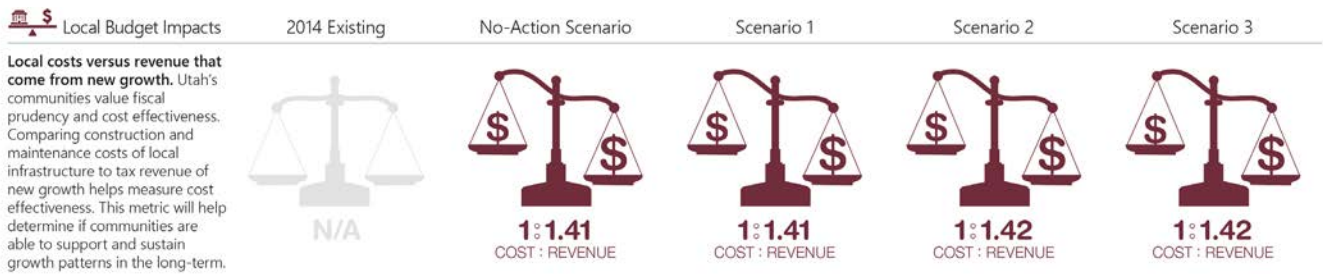 $ Local Budget Impacts 2014 Existing No-Action Scenario Scenario 1 Scenario 2 Scenario 3
Local costs versus revenue that
come from new growth. Utah's
communities value fiscal
prudency and cost effectiveness.
Comparing construction and
maintenance costs of local
infrastructure to tax revenue of
new growth helps measure cost
effectiveness. This metric will help
determine if communities are
able to support and sustain
growth patterns in the long-term.
N/A
$ $
1:1.41
COST : REVENUE
$ $
1:1.41
COST : REVENUE
$ $
1:1.42
COST : REVENUE
$ $
1:1.42
COST : REVENUE